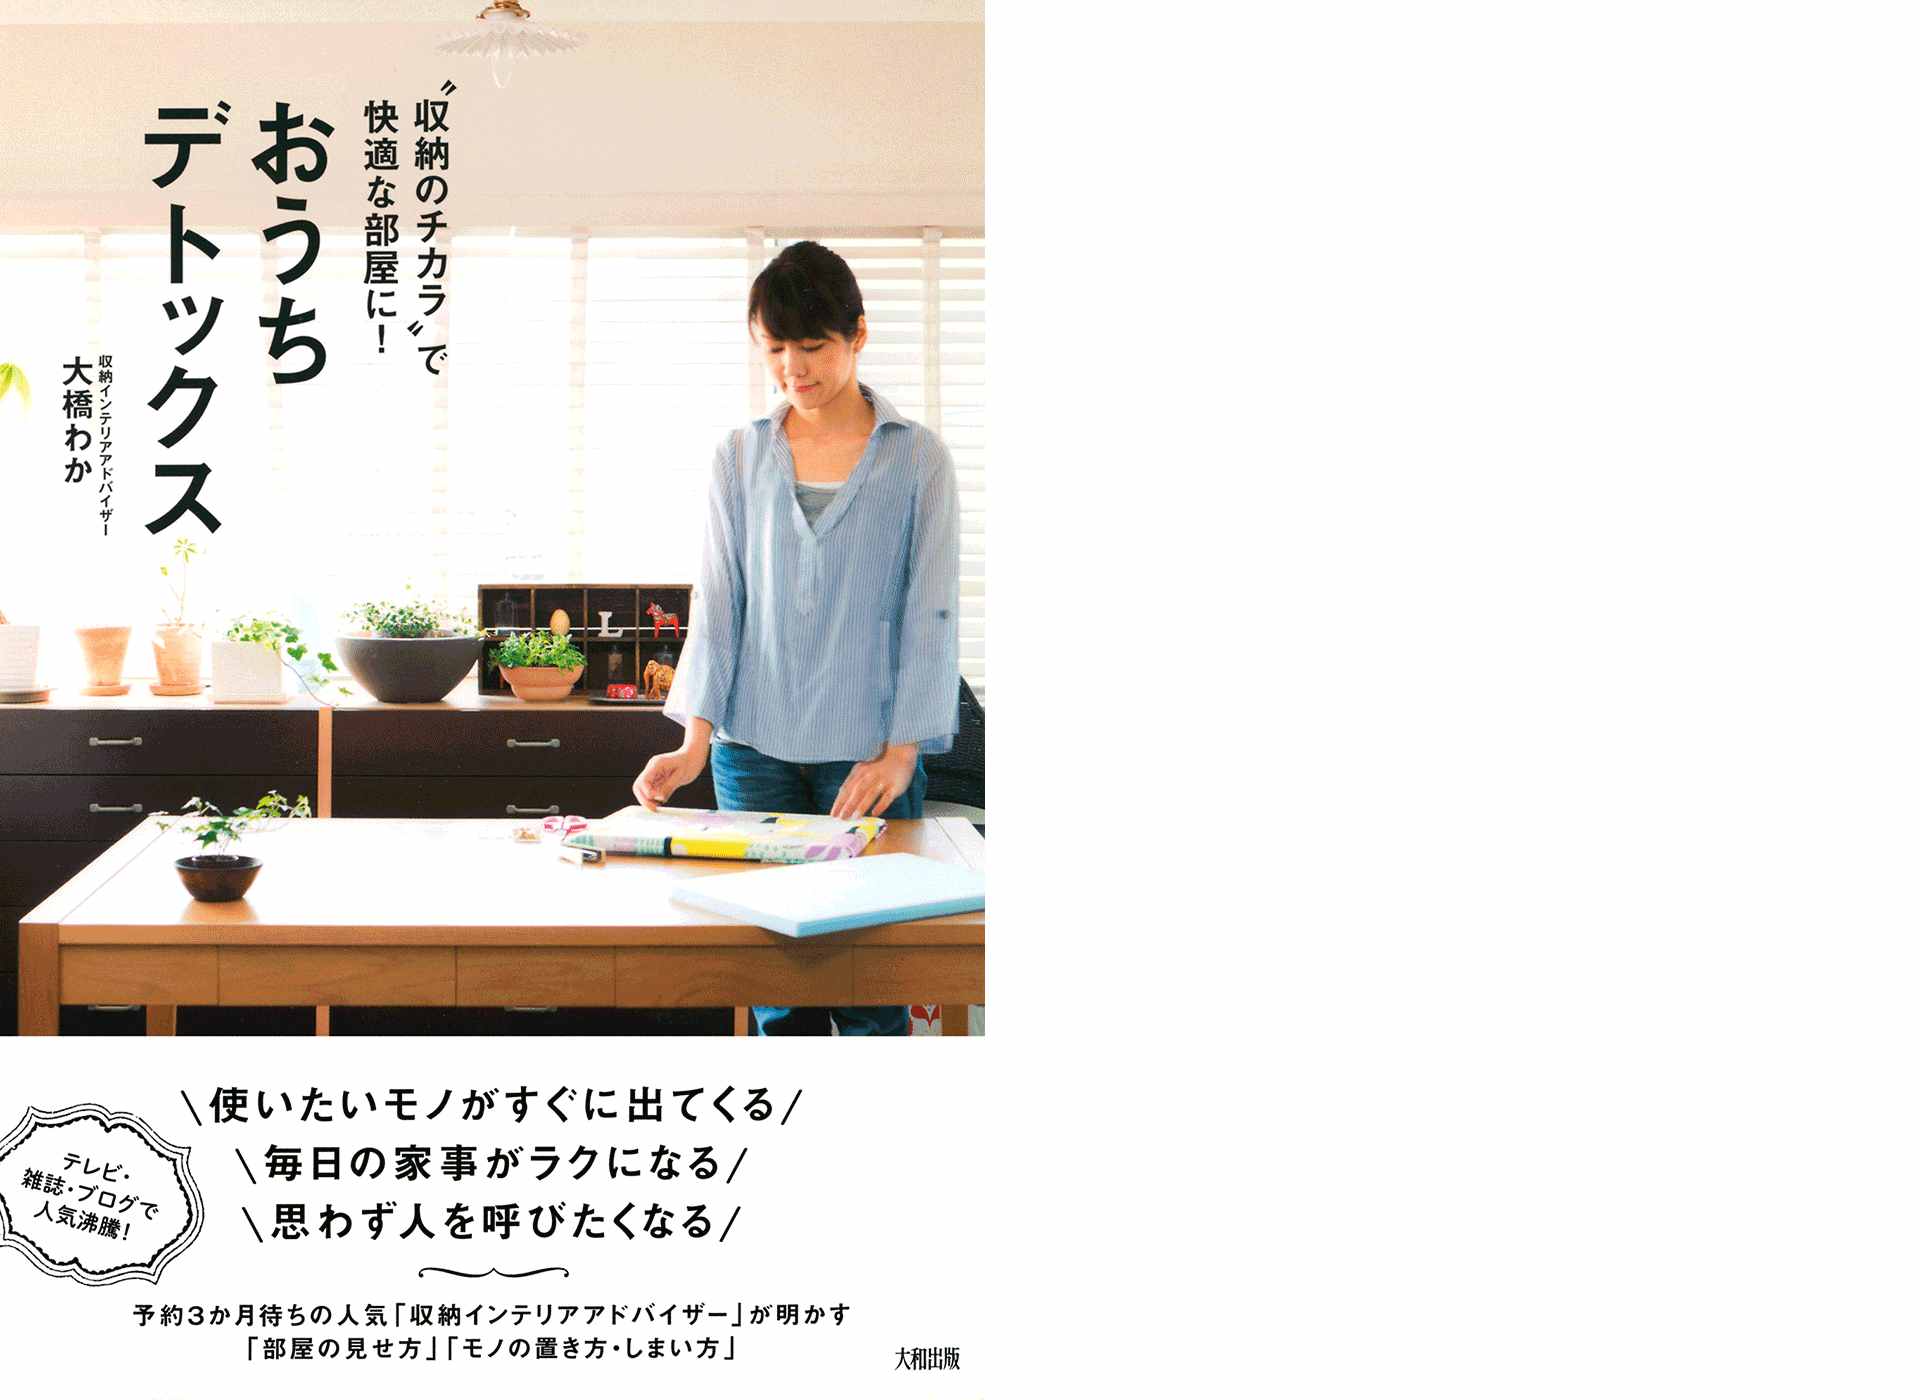 “収納のチカラ”で
快適な部屋に!
おうち
デトックス
収納インテリアアドバイザー
大橋わか
L
\使いたいモノがすぐに出てくる/
\毎日の家事がラクになる/
\思わず人を呼びたくなる/
テレビ・
雑誌・ブログで
人気沸騰!
予約3か月待ちの人気「収納インテリアアドバイザー」が明かす
「部屋の見せ方」「モノの置き方・しまい方」
大和出版